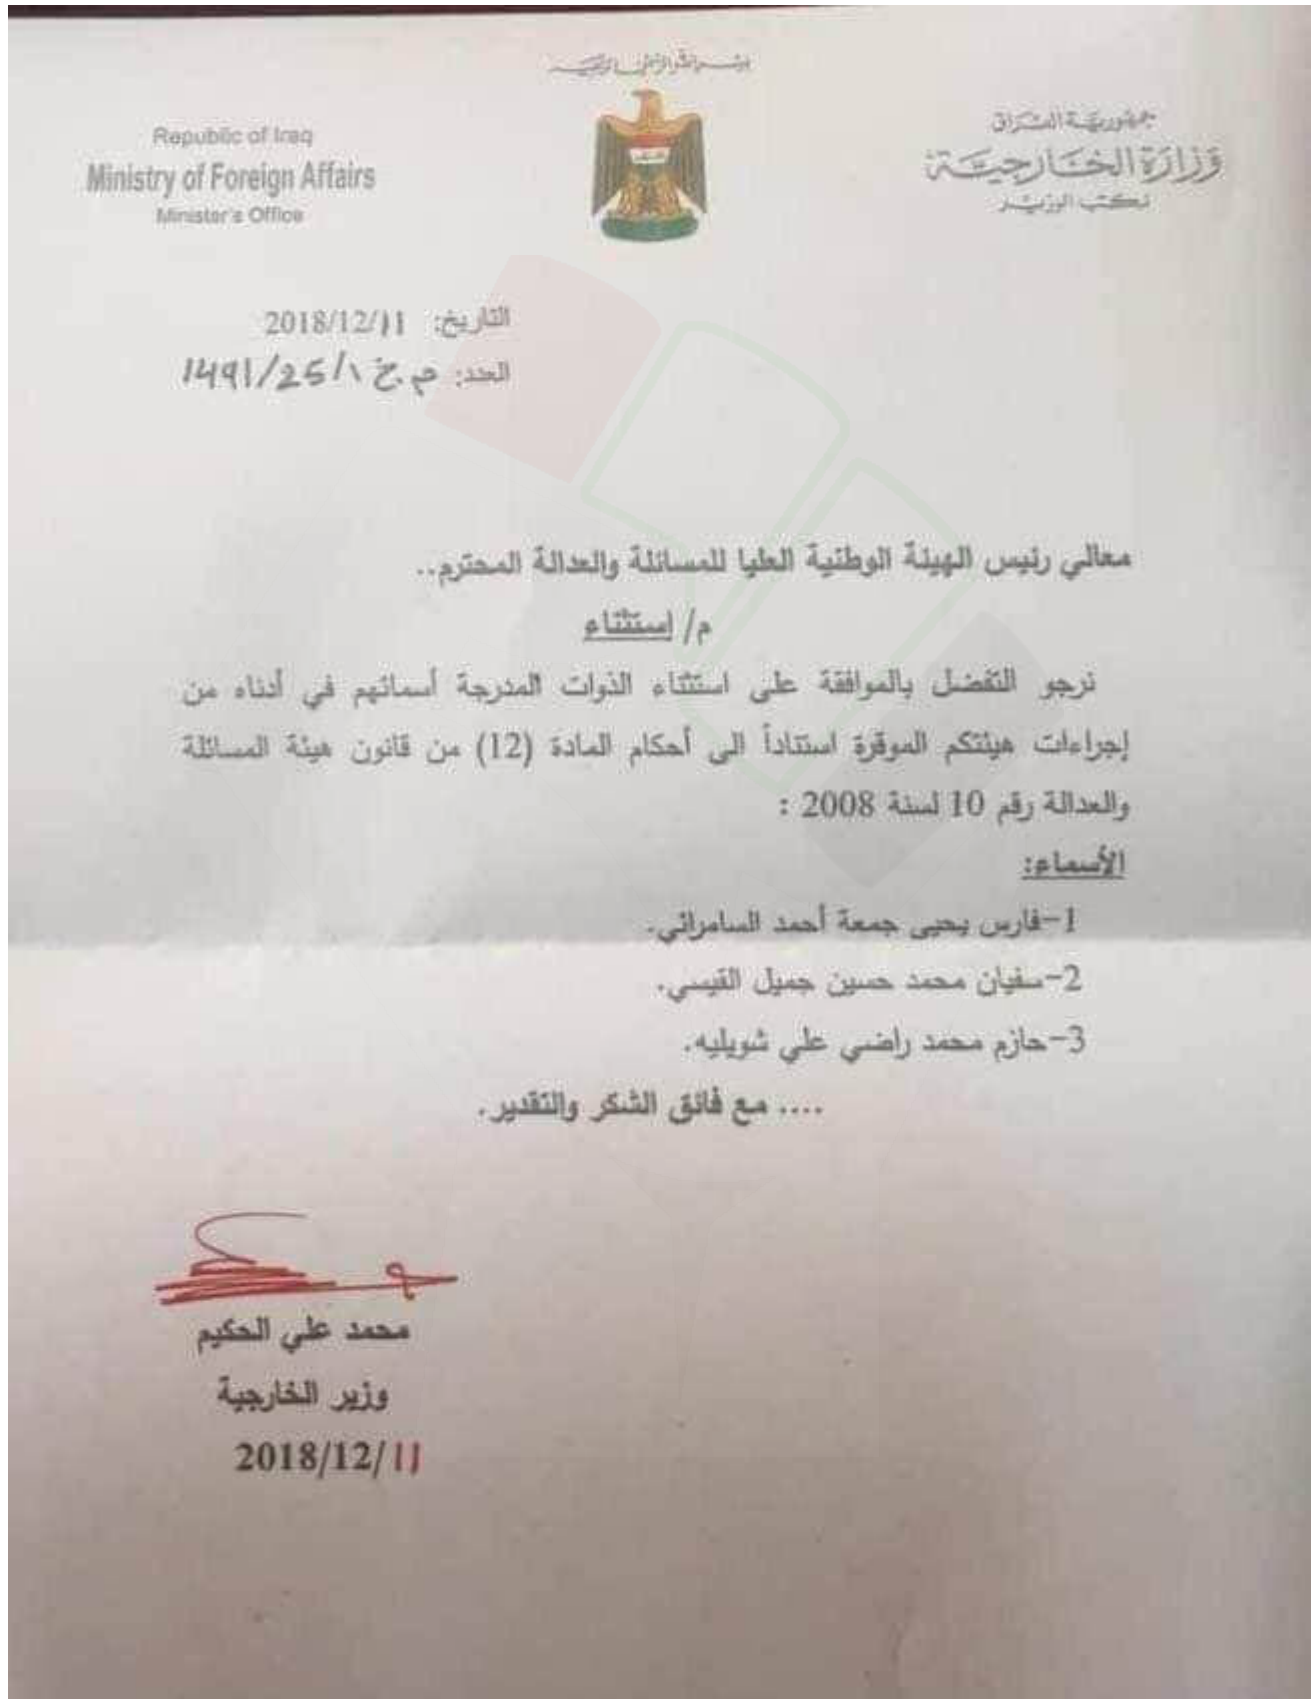 بسم الله الرحمن الرحيم
جمهورية العراق
وزارة الخارجية
مكتب الوزير
Republic of Iraq
Ministry of Foreign Affairs
Minister's Office
التاريخ: 2018/12/11
العدد: م.خ 1491/25/١
معالي رئيس الهيئة الوطنية العليا للمسائلة والعدالة المحترم..
م/ إستثناء
نرجو التفضل بالموافقة على استثناء الذوات المدرجة أسمائهم في أدناه من
إجراءات هيئتكم الموقرة استناداً الى أحكام المادة (12) من قانون هيئة المسائلة
والعدالة رقم 10 لسنة 2008 :
الأسماء:
1-فارس يحيى جمعة أحمد السامرائي.
2-سفيان محمد حسين جميل القيسي.
3-حازم محمد راضي علي شويليه.
.... مع فائق الشكر والتقدير.
محمد علي الحكيم
وزير الخارجية
2018/12/11